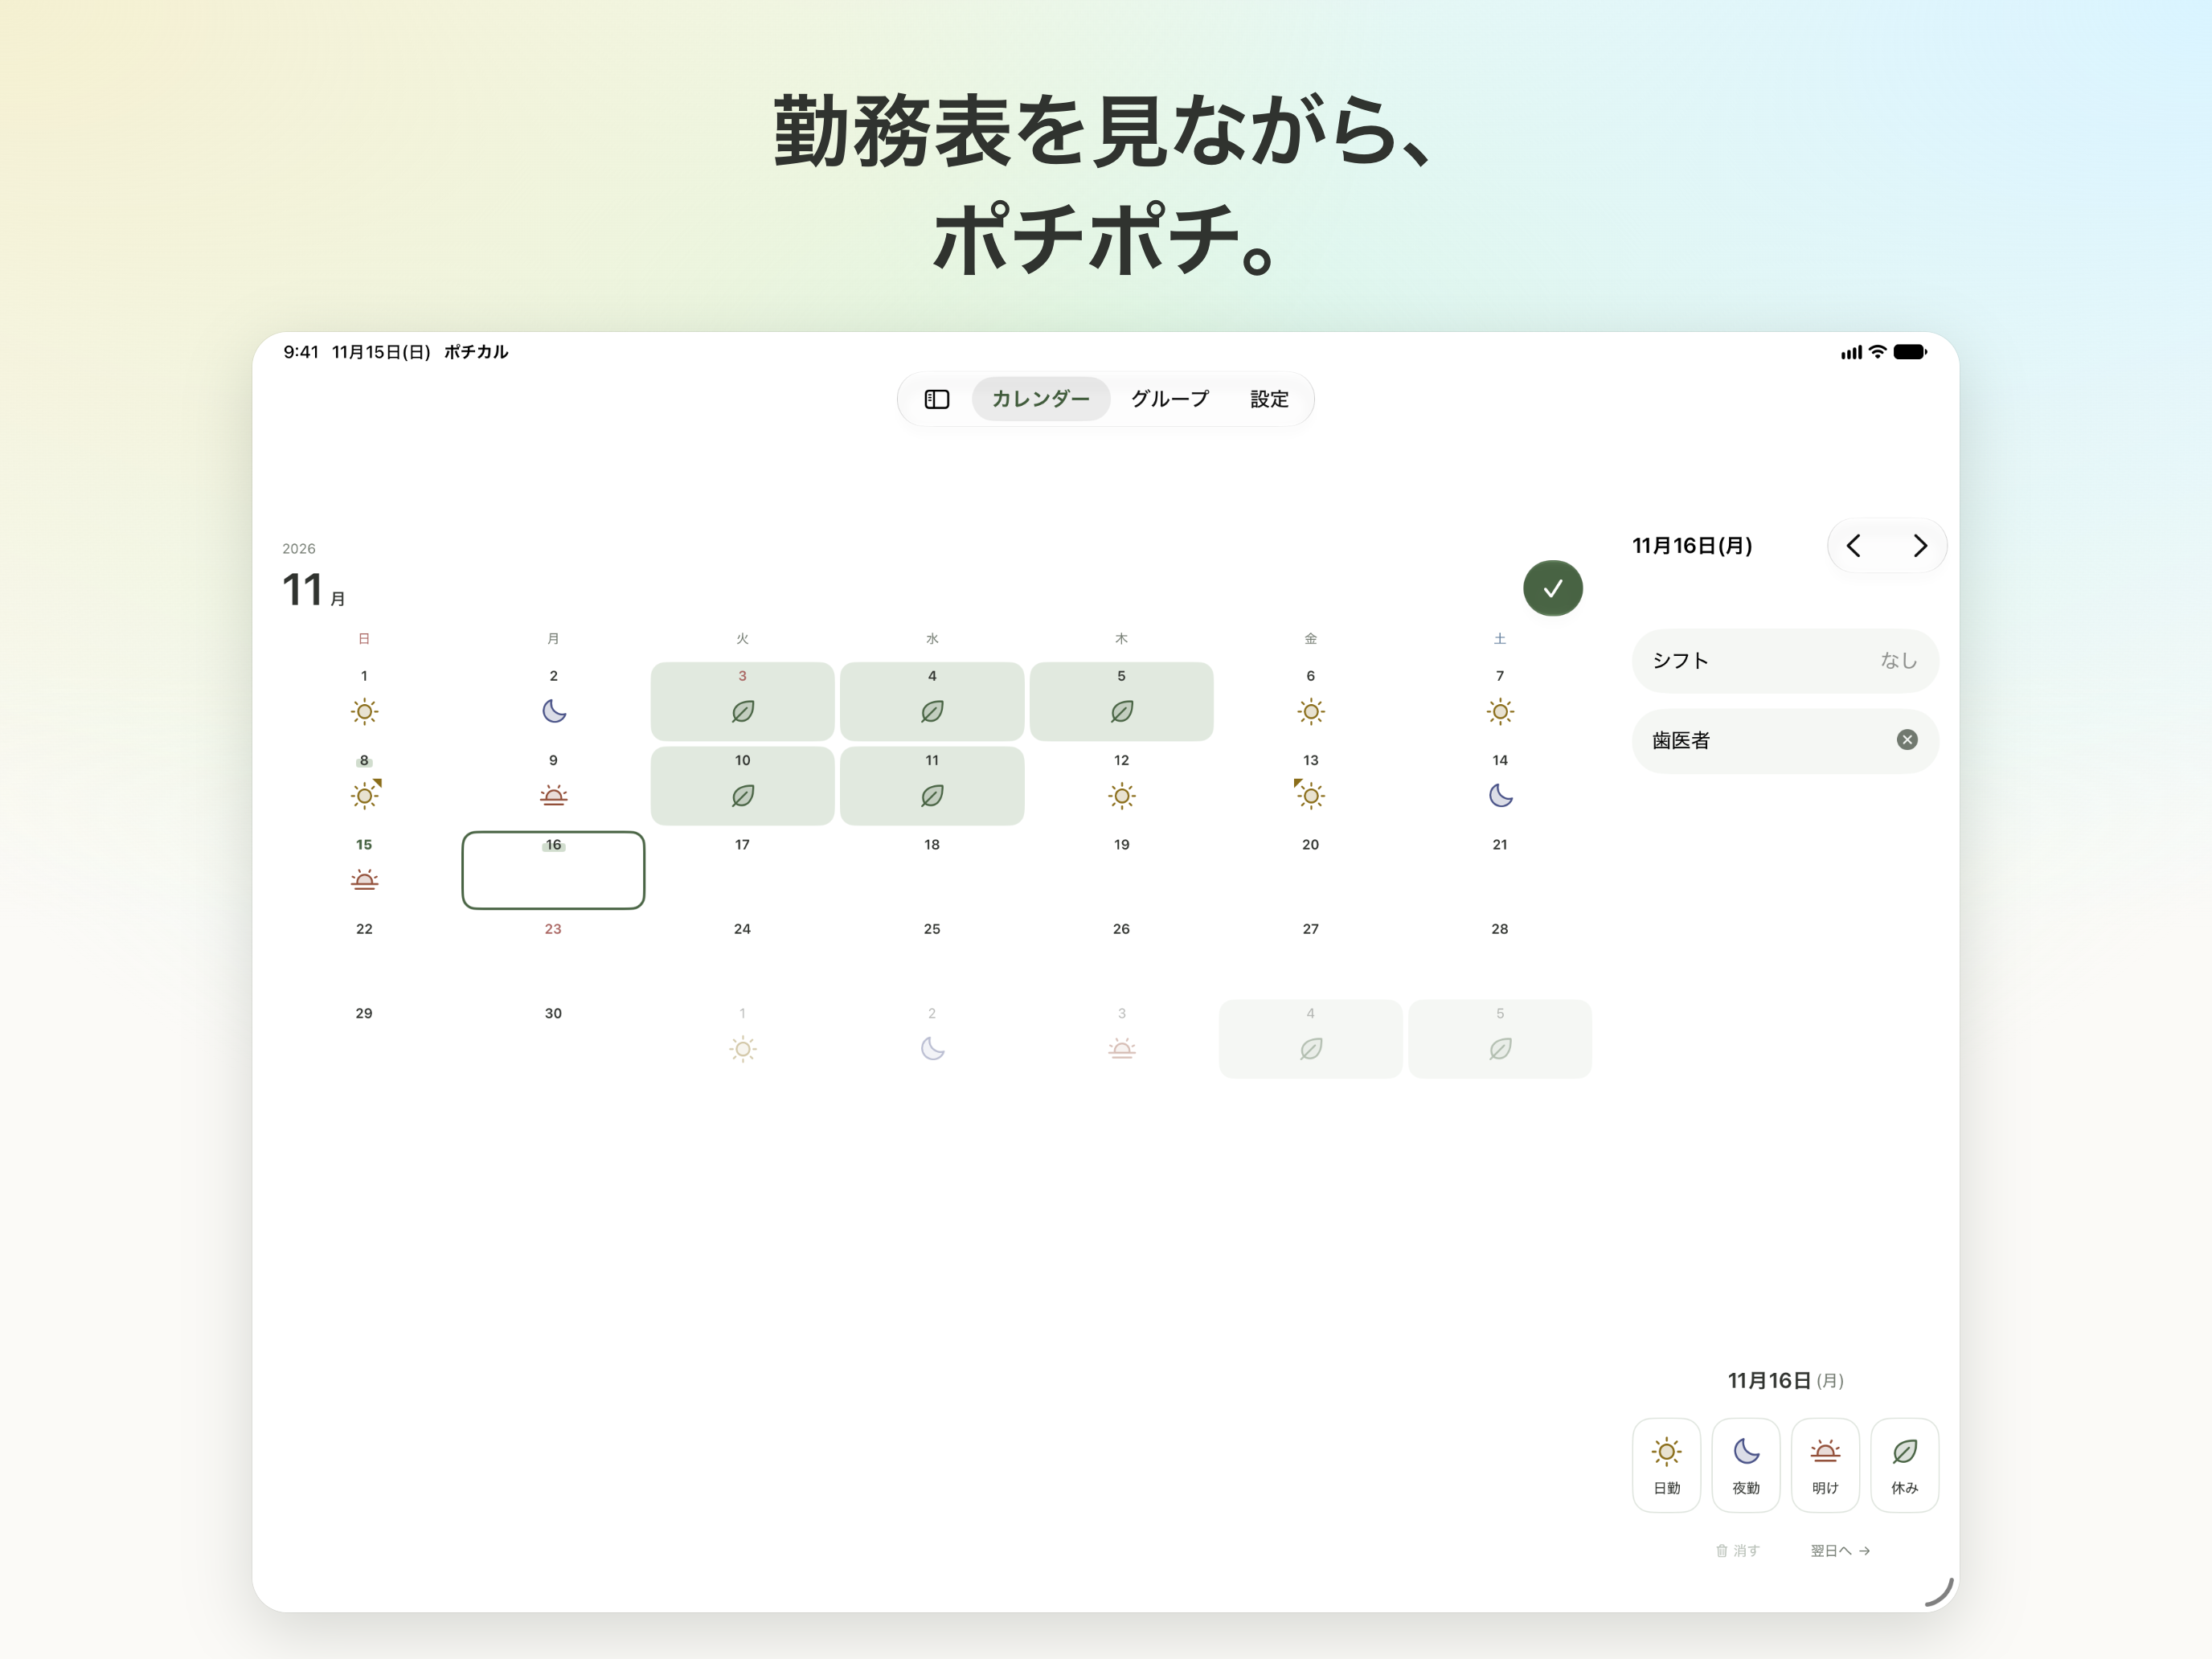 勤務表を見ながら、
ポチポチ。
9:41 11月15日(日) ポチカル
カレンダー グループ 設定
2026
11月
日 月 火 水 木 金 土
1 2 3 4 5 6 7
8 9 10 11 12 13 14
15 16 17 18 19 20 21
22 23 24 25 26 27 28
29 30 1 2 3 4 5
11月16日(月)
シフト なし
歯医者
11月16日 (月)
日勤 夜勤 明け 休み
消す 翌日へ →